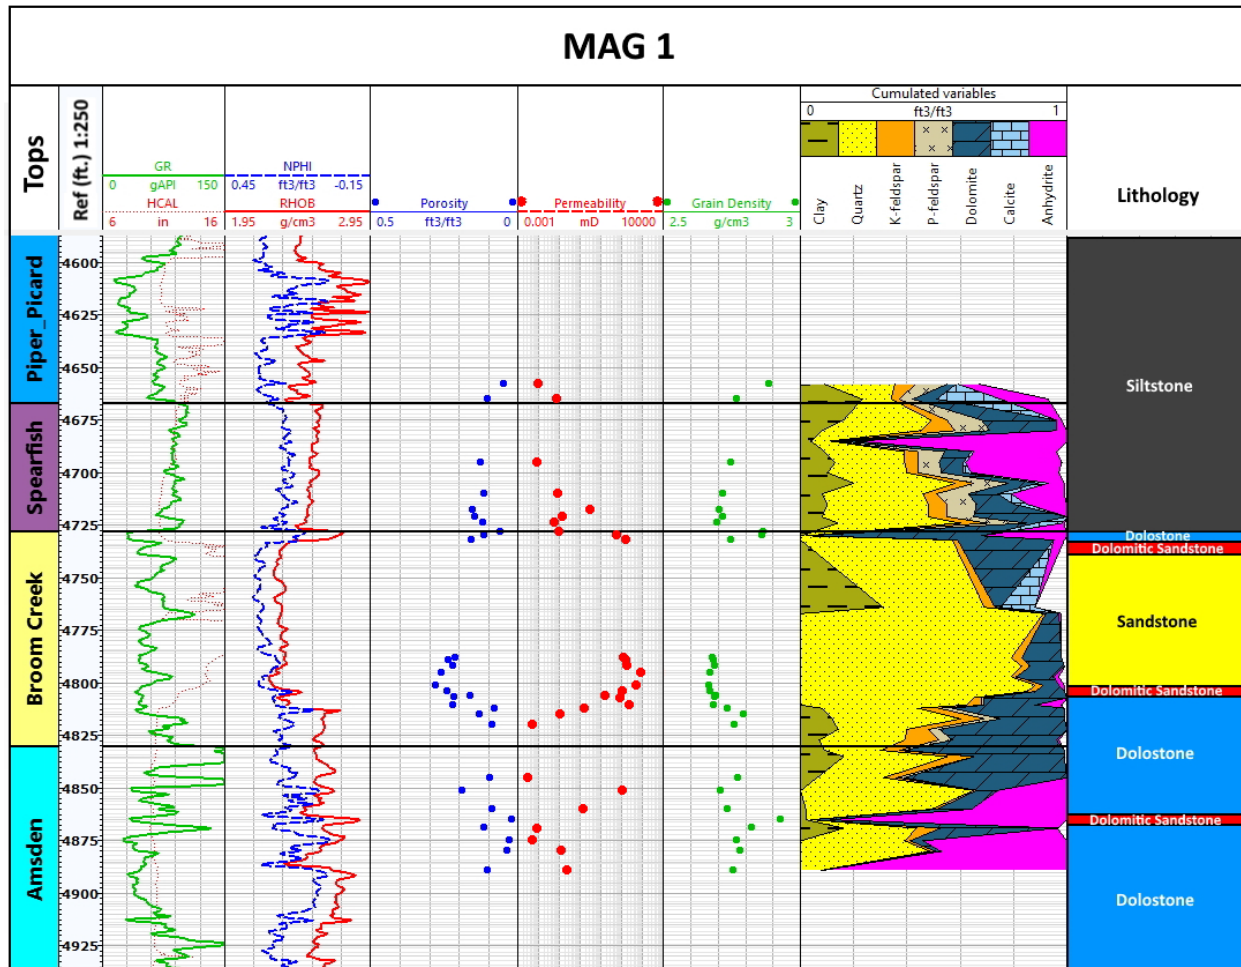 MAG 1
Tops
Ref (ft.) 1:250
GR
0 gAPI 150
HCAL
6 in 16
NPHI
0.45 ft3/ft3 -0.15
RHOB
1.95 g/cm3 2.95
Porosity
0.5 ft3/ft3 0
Permeability
0.001 mD 10000
Grain Density
2.5 g/cm3 3
Cumulated variables
0 ft3/ft3 1
Clay
Quartz
K-feldspar
P-feldspar
Dolomite
Calcite
Anhydrite
Lithology
Piper_Picard
Spearfish
Broom Creek
Amsden
4600
4625
4650
4675
4700
4725
4750
4775
4800
4825
4850
4875
4900
4925
Siltstone
Dolostone
Dolomitic Sandstone
Sandstone
Dolomitic Sandstone
Dolostone
Dolomitic Sandstone
Dolostone